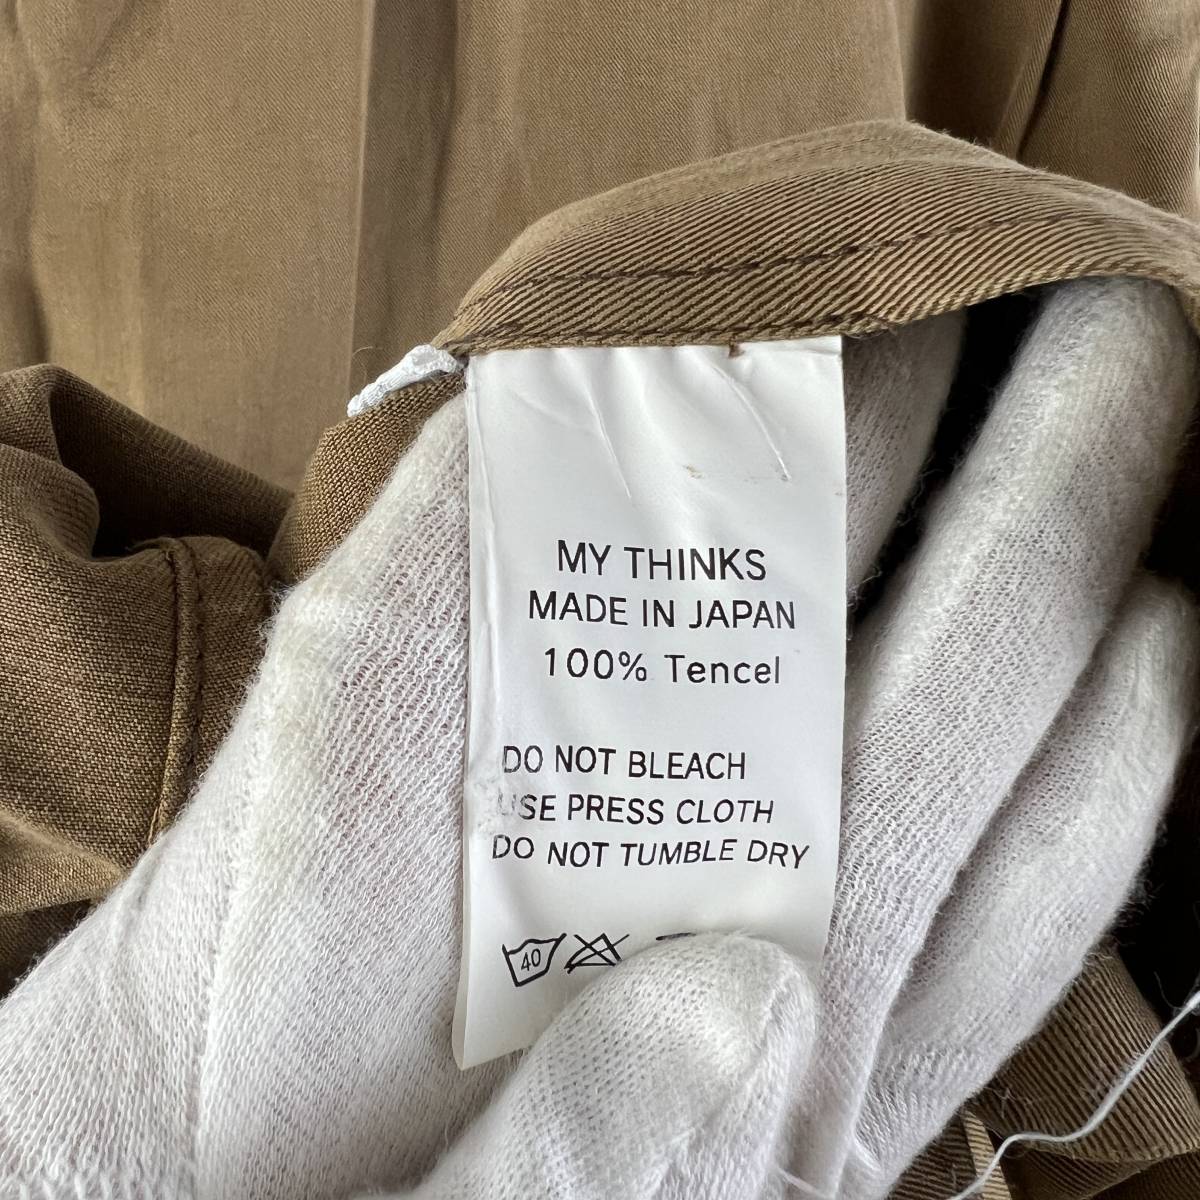 MY THINKS
MADE IN JAPAN
100% Tencel
DO NOT BLEACH
USE PRESS CLOTH
DO NOT TUMBLE DRY
40